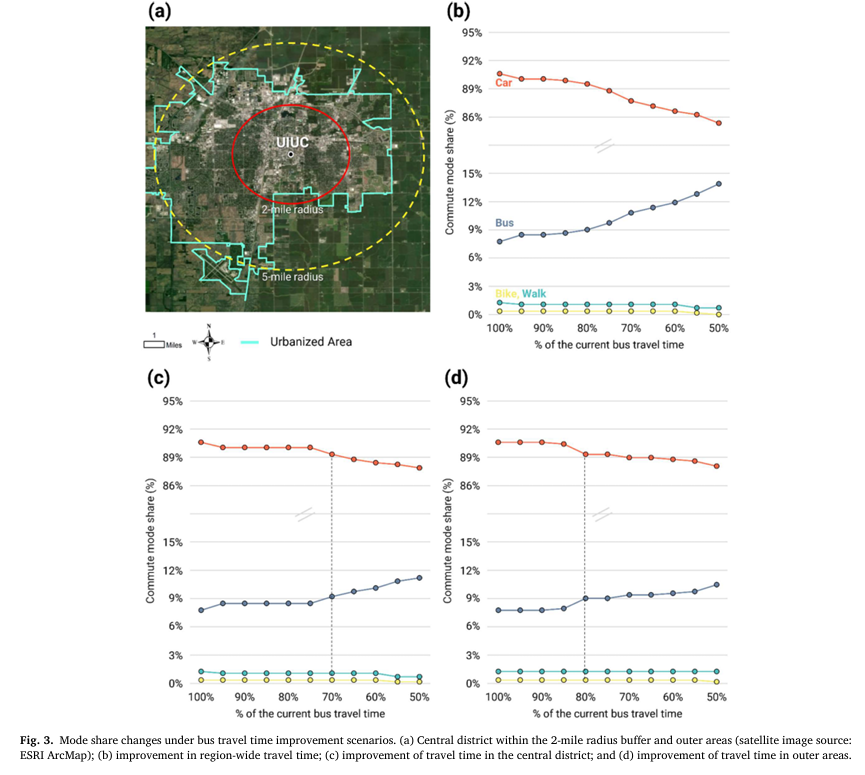 (a)
UIUC
2-mile radius
5-mile radius
1
Miles
N
W
E
S
Urbanized Area
(b)
95%
92%
89%
86%
15%
12%
9%
6%
3%
0%
Commute mode share (%)
Car
Bus
Bike, Walk
100% 90% 80% 70% 60% 50%
% of the current bus travel time
(c)
95%
92%
89%
86%
15%
12%
9%
6%
3%
0%
Commute mode share (%)
100% 90% 80% 70% 60% 50%
% of the current bus travel time
(d)
95%
92%
89%
86%
15%
12%
9%
6%
3%
0%
Commute mode share (%)
100% 90% 80% 70% 60% 50%
% of the current bus travel time
Fig. 3. Mode share changes under bus travel time improvement scenarios. (a) Central district within the 2-mile radius buffer and outer areas (satellite image source:
ESRI ArcMap); (b) improvement in region-wide travel time; (c) improvement of travel time in the central district; and (d) improvement of travel time in outer areas.